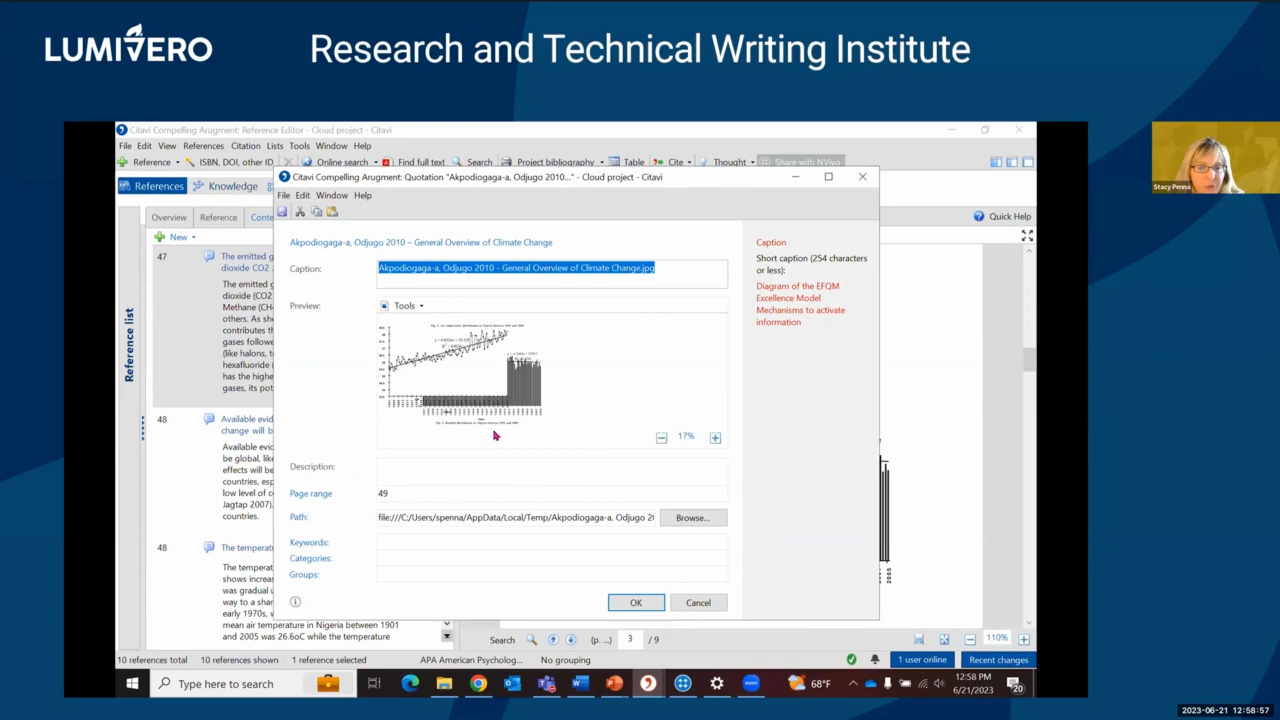 LUMIVERO
Research and Technical Writing Institute
Citavi Compelling Arugment: Reference Editor - Cloud project - Citavi
File Edit View References Citation Lists Tools Window Help
Reference ISBN, DOI, other ID Online search Find full text Search Project bibliography Table Cite Thought Share with NVivo
References Knowledge
Overview Reference Conte
Quick Help
New
Reference list
47 The emitted g
dioxide CO2
The emitted g
dioxide (CO2
Methane (CH
others. As sh
contributes th
gases followe
(like halons, t
hexafluoride (
has the highe
gases, its pot
48 Available evid
change will b
Available evic
be global, like
effects will be
countries, esp
low level of c
Jagtap 2007).
countries.
48 The temperat
The temperat
shows increas
was gradual u
way to a shar
early 1970s, v
mean air temperature in Nigeria between 1901
and 2005 was 26.6oC while the temperature
Citavi Compelling Arugment: Quotation "Akpodiogaga-a, Odjugo 2010..." - Cloud project - Citavi
File Edit Window Help
Akpodiogaga-a, Odjugo 2010 – General Overview of Climate Change
Caption: Akpodiogaga-a, Odjugo 2010 - General Overview of Climate Change.jpg
Preview: Tools
17%
Description:
Page range 49
Path: file:///C:/Users/spenna/AppData/Local/Temp/Akpodiogaga-a, Odjugo 2( Browse...
Keywords:
Categories:
Groups:
OK Cancel
Caption
Short caption (254 characters
or less):
Diagram of the EFQM
Excellence Model
Mechanisms to activate
information
2005
Search (p. ...) 3 / 9 110%
10 references total 10 references shown 1 reference selected APA American Psycholog... No grouping 1 user online Recent changes
Type here to search
68°F
12:58 PM
6/21/2023
20
Stacy Penna
2023-06-21 12:58:57